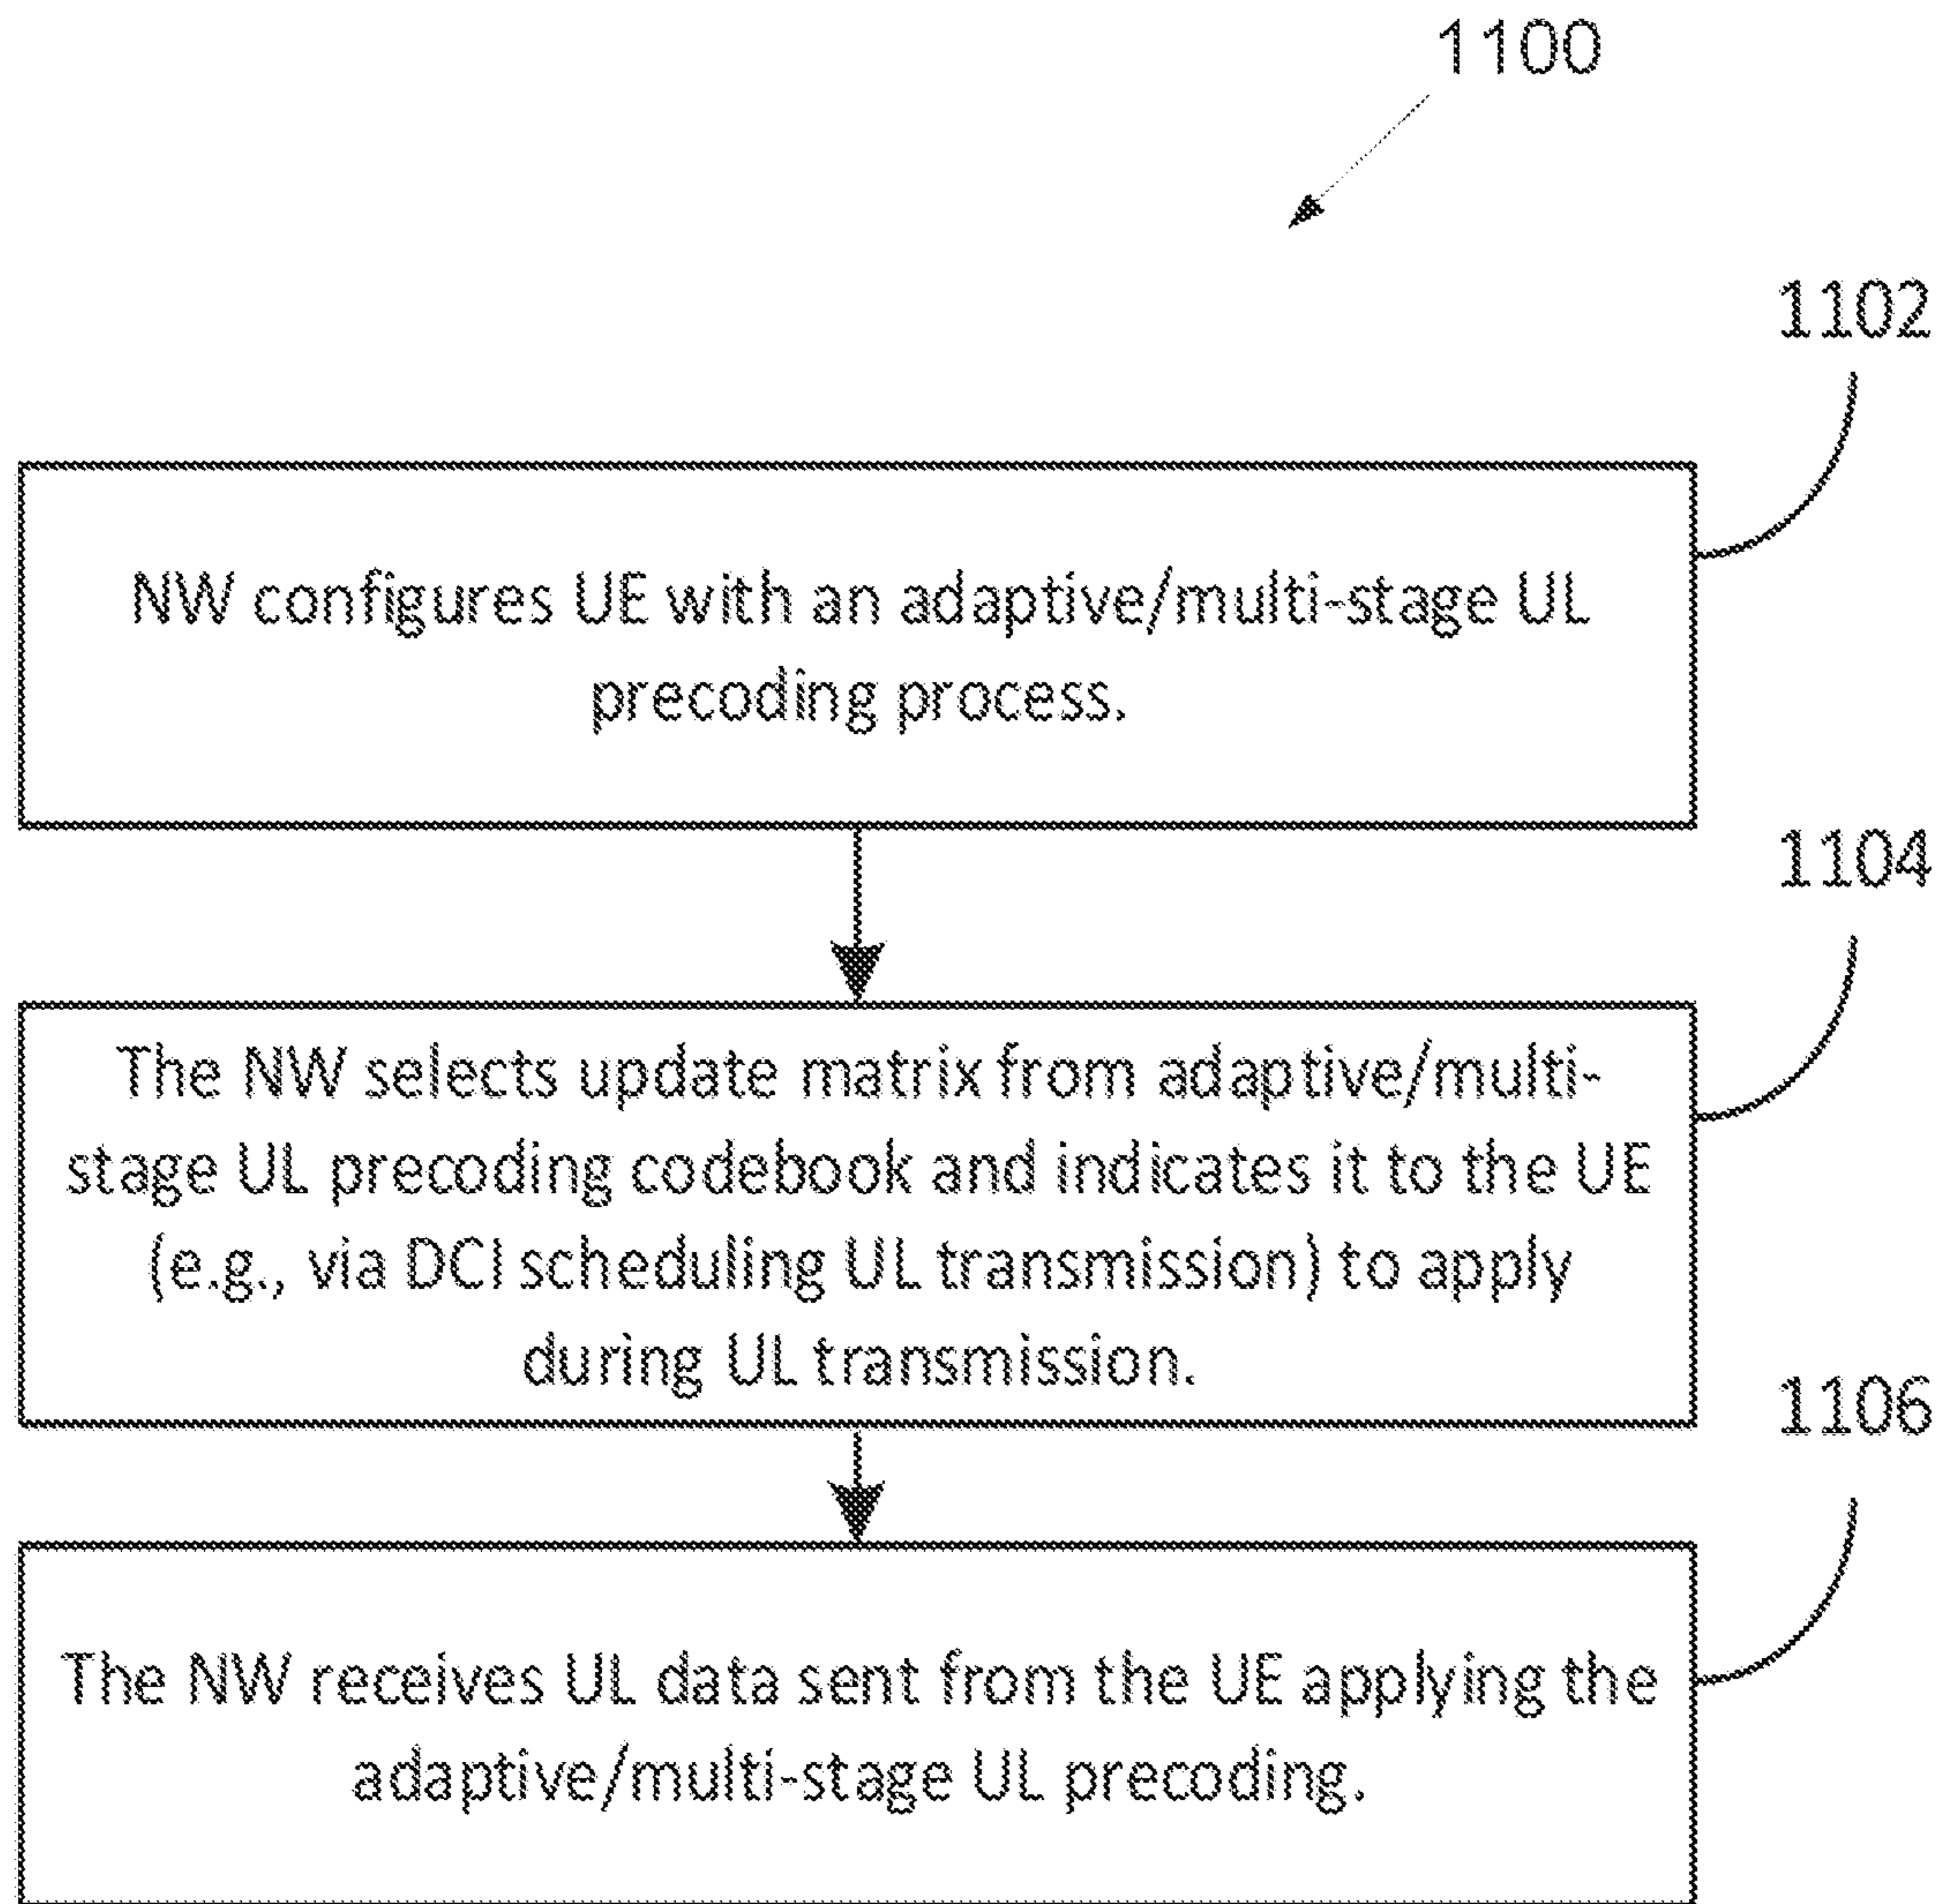 1100
1102
NW configures UE with an adaptive/multi-stage UL
precoding process.
1104
The NW selects update matrix from adaptive/multi-
stage UL precoding codebook and indicates it to the UE
(e.g., via DCI scheduling UL transmission) to apply
during UL transmission.
1106
The NW receives UL data sent from the UE applying the
adaptive/multi-stage UL precoding.